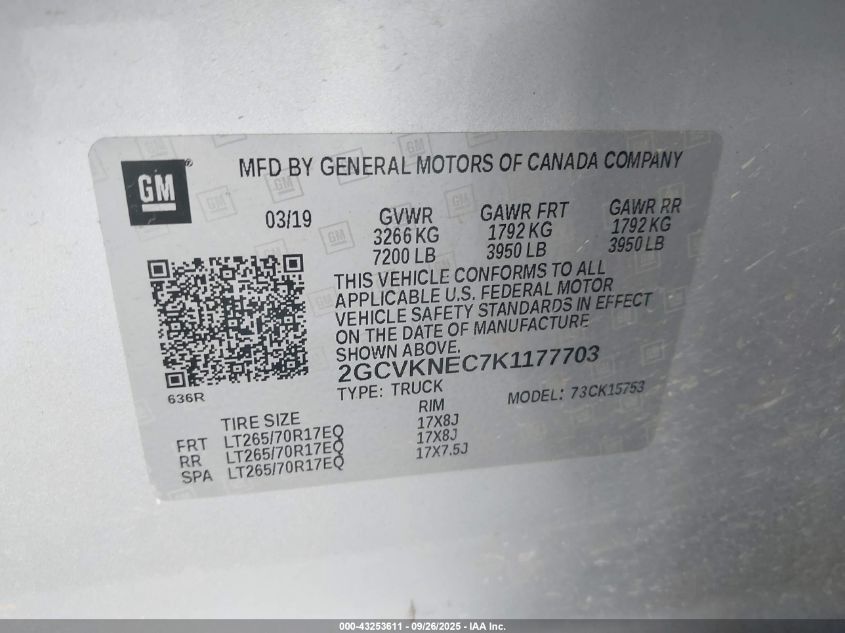 GM®
MFD BY GENERAL MOTORS OF CANADA COMPANY
03/19 GVWR GAWR FRT GAWR RR
3266 KG 1792 KG 1792 KG
7200 LB 3950 LB 3950 LB
THIS VEHICLE CONFORMS TO ALL
APPLICABLE U.S. FEDERAL MOTOR
VEHICLE SAFETY STANDARDS IN EFFECT
ON THE DATE OF MANUFACTURE
SHOWN ABOVE.
2GCVKNEC7K1177703
TYPE: TRUCK MODEL: 73CK15753
636R
TIRE SIZE RIM
FRT LT265/70R17EQ 17X8J
RR LT265/70R17EQ 17X8J
SPA LT265/70R17EQ 17X7.5J
000-43253611 - 09/26/2025 - IAA Inc.